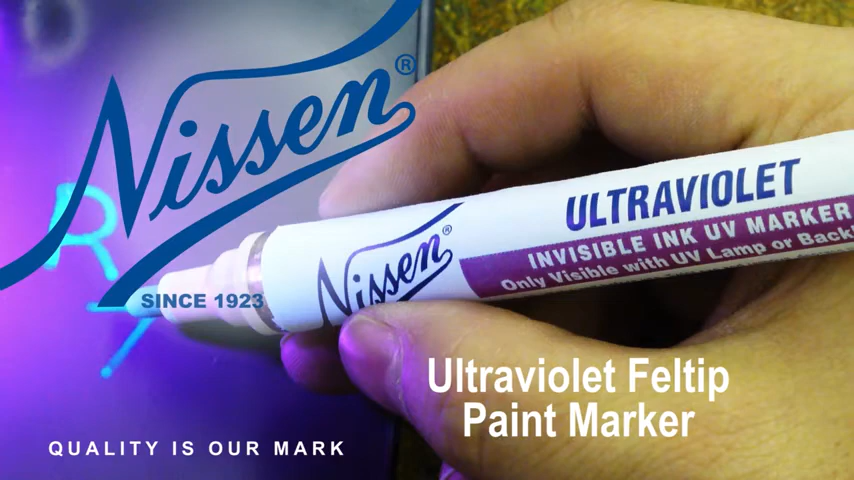 Nissen®
SINCE 1923
R
7
Nissen®
ULTRAVIOLET
INVISIBLE INK UV MARKER
Only Visible with UV Lamp or Back
Ultraviolet Feltip
Paint Marker
QUALITY IS OUR MARK